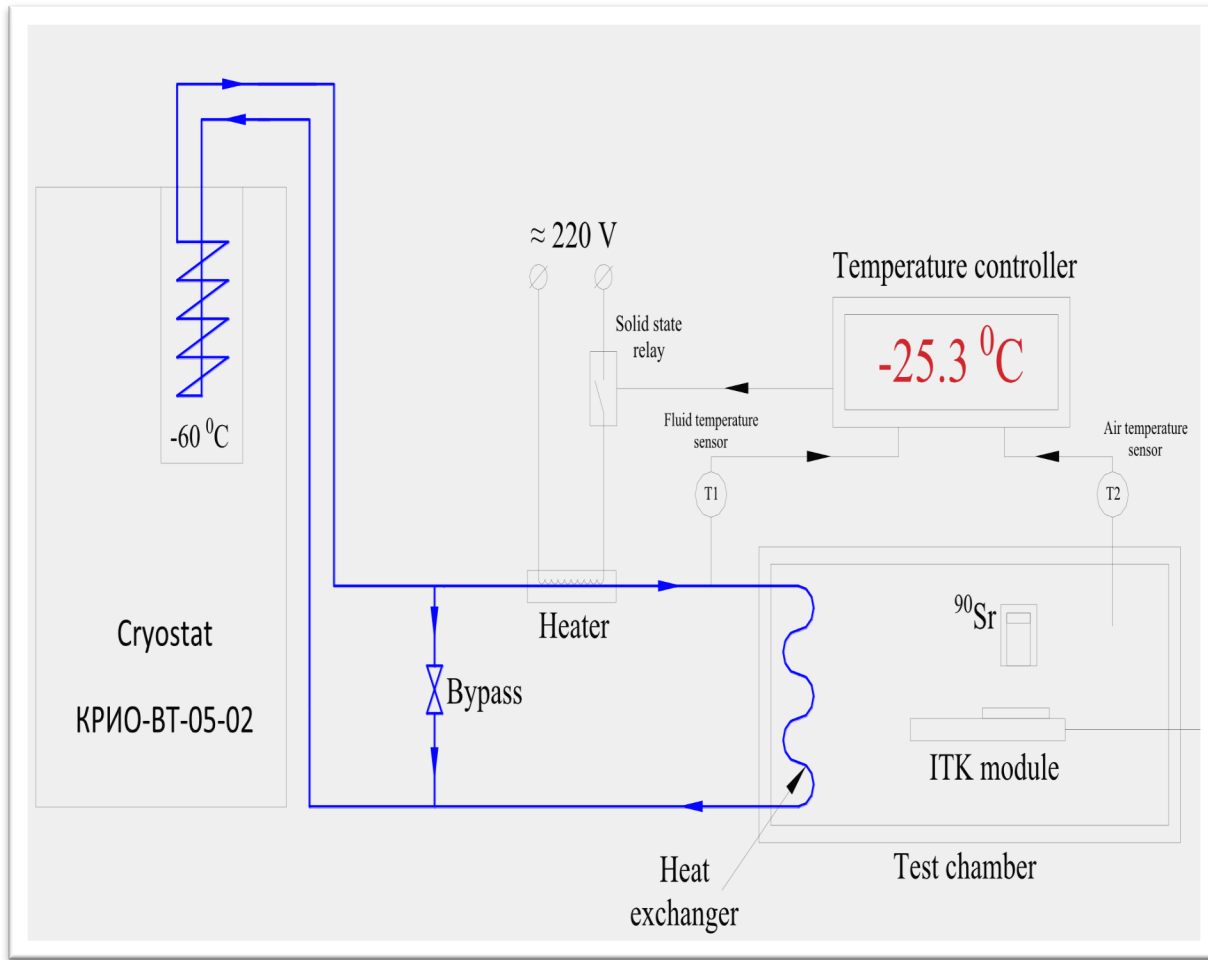 ≈ 220 V
Temperature controller
Solid state
relay
-25.3 ⁰C
Fluid temperature
sensor
Air temperature
sensor
-60 ⁰C
T1
T2
Cryostat
КРИО-ВТ-05-02
Heater
⁹⁰Sr
Bypass
ITK module
Test chamber
Heat
exchanger